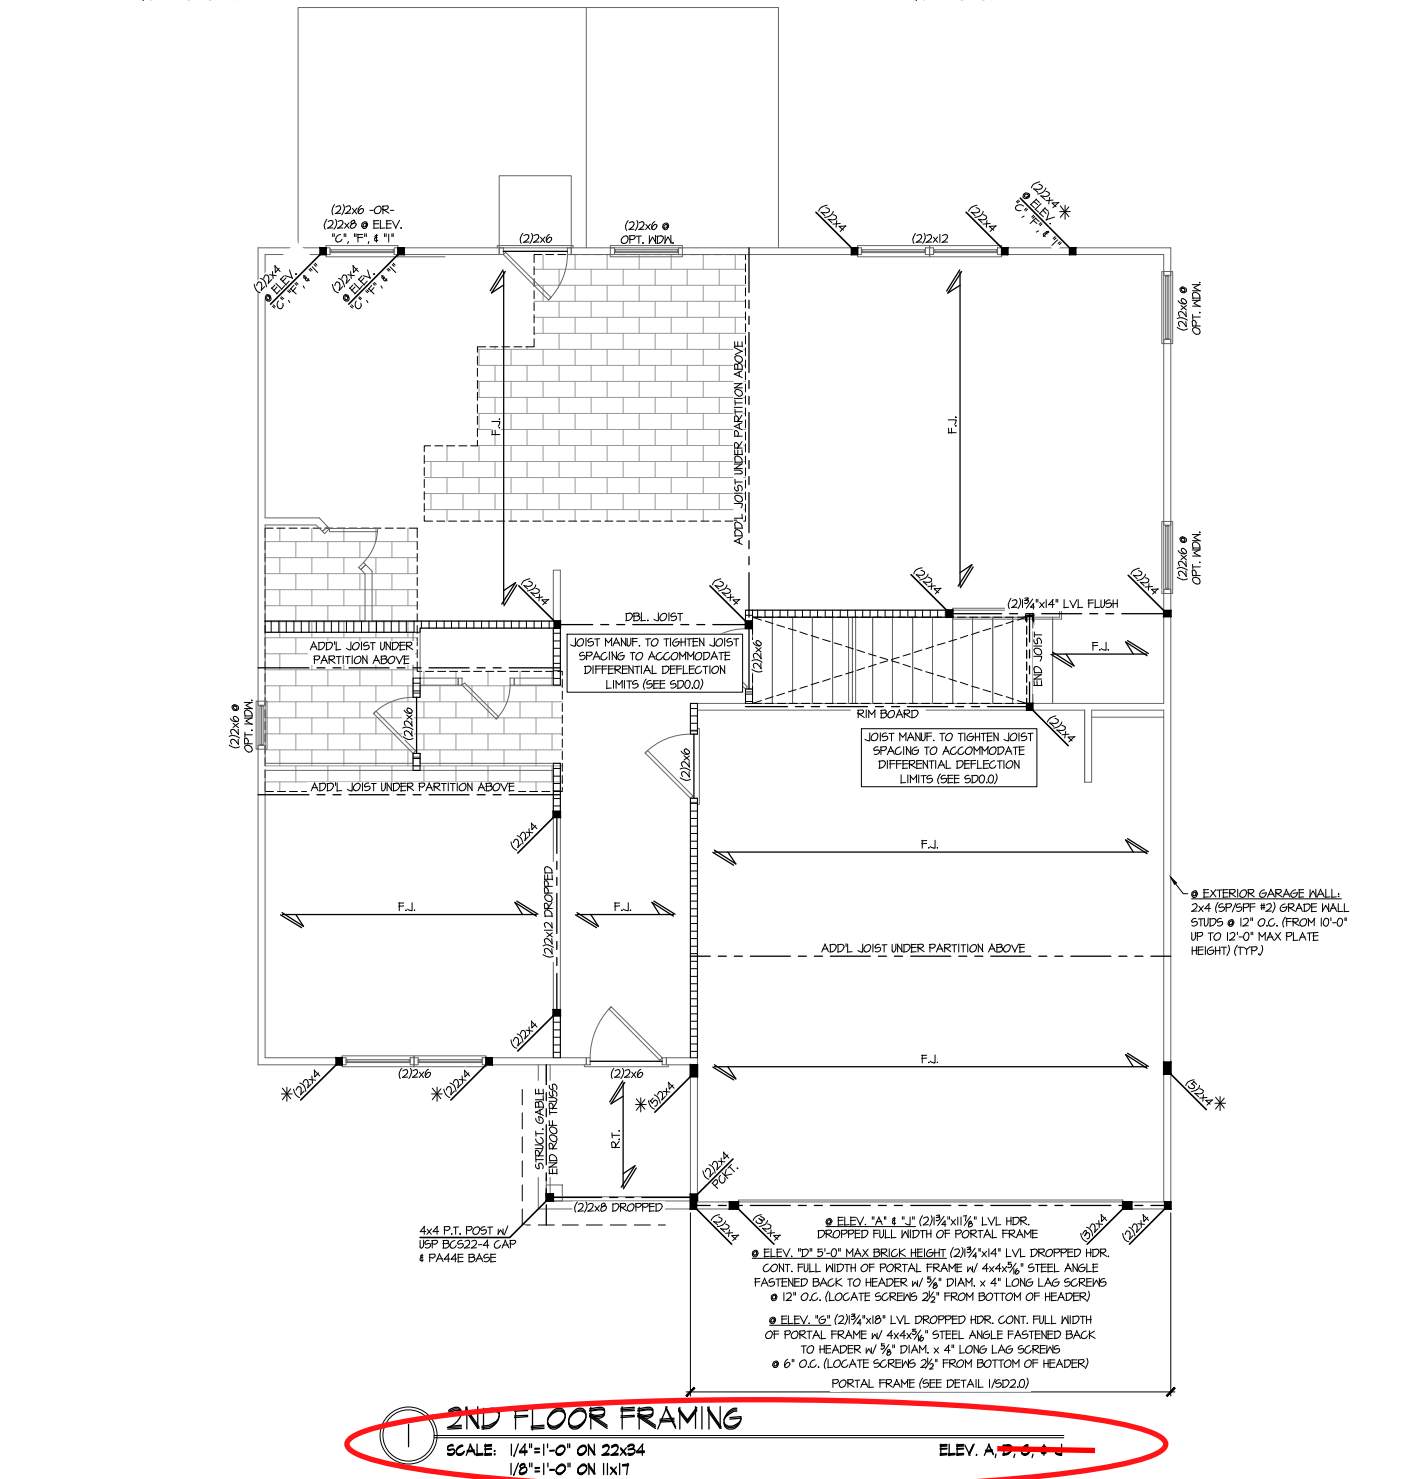 (2)2x6 -OR-
(2)2x8 @ ELEV.
"C", "F", & "I"
(2)2x4
@ ELEV.
"C", "F", & "I"
(2)2x4
@ ELEV.
"C", "F", & "I"
(2)2x6
(2)2x6 @
OPT. WDW.
(2)2x4
(2)2x12
(2)2x4
(2)2x4 *
@ ELEV.
"C", "F", & "I"
(2)2x6 @
OPT. WDW.
F.J.
ADD'L JOIST UNDER PARTITION ABOVE
F.J.
(2)2x6 @
OPT. WDW.
(2)2x4
(2)2x4
(2)2x4
(2)2x4
DBL. JOIST
(2)1¾"x14" LVL FLUSH
ADD'L JOIST UNDER
PARTITION ABOVE
JOIST MANUF. TO TIGHTEN JOIST
SPACING TO ACCOMMODATE
DIFFERENTIAL DEFLECTION
LIMITS (SEE SD0.0)
(2)2x6
END JOIST
F.J.
(2)2x6 @
OPT. WDW.
(2)2x6
RIM BOARD
(2)2x4
JOIST MANUF. TO TIGHTEN JOIST
SPACING TO ACCOMMODATE
DIFFERENTIAL DEFLECTION
LIMITS (SEE SD0.0)
(2)2x6
ADD'L JOIST UNDER PARTITION ABOVE
(2)2x4
F.J.
(2)2x12 DROPPED
F.J.
F.J.
@ EXTERIOR GARAGE WALL:
2x4 (SP/SPF #2) GRADE WALL
STUDS @ 12" O.C. (FROM 10'-0"
UP TO 12'-0" MAX PLATE
HEIGHT) (TYP.)
ADD'L JOIST UNDER PARTITION ABOVE
(2)2x4
F.J.
*(2)2x4
(2)2x6
*(2)2x4
(2)2x6
*(5)2x4
(5)2x4 *
STRUCT. GABLE
END ROOF TRUSS
R.T.
(2)2x4
PCKT.
(2)2x8 DROPPED
4x4 P.T. POST W/
USP BCS22-4 CAP
& PA44E BASE
(2)2x4
(3)2x4
(3)2x4
(2)2x4
@ ELEV. "A" & "J" (2)1¾"x11⅞" LVL HDR.
DROPPED FULL WIDTH OF PORTAL FRAME
@ ELEV. "D" 5'-0" MAX BRICK HEIGHT (2)1¾"x14" LVL DROPPED HDR.
CONT. FULL WIDTH OF PORTAL FRAME W/ 4x4x5/16" STEEL ANGLE
FASTENED BACK TO HEADER W/ ⅝" DIAM. x 4" LONG LAG SCREWS
@ 12" O.C. (LOCATE SCREWS 2½" FROM BOTTOM OF HEADER)
@ ELEV. "G" (2)1¾"x18" LVL DROPPED HDR. CONT. FULL WIDTH
OF PORTAL FRAME W/ 4x4x5/16" STEEL ANGLE FASTENED BACK
TO HEADER W/ ⅝" DIAM. x 4" LONG LAG SCREWS
@ 6" O.C. (LOCATE SCREWS 2½" FROM BOTTOM OF HEADER)
PORTAL FRAME (SEE DETAIL 1/SD2.0)
1
2ND FLOOR FRAMING
SCALE: 1/4"=1'-0" ON 22x34
ELEV. A, D, G, & J
1/8"=1'-0" ON 11x17